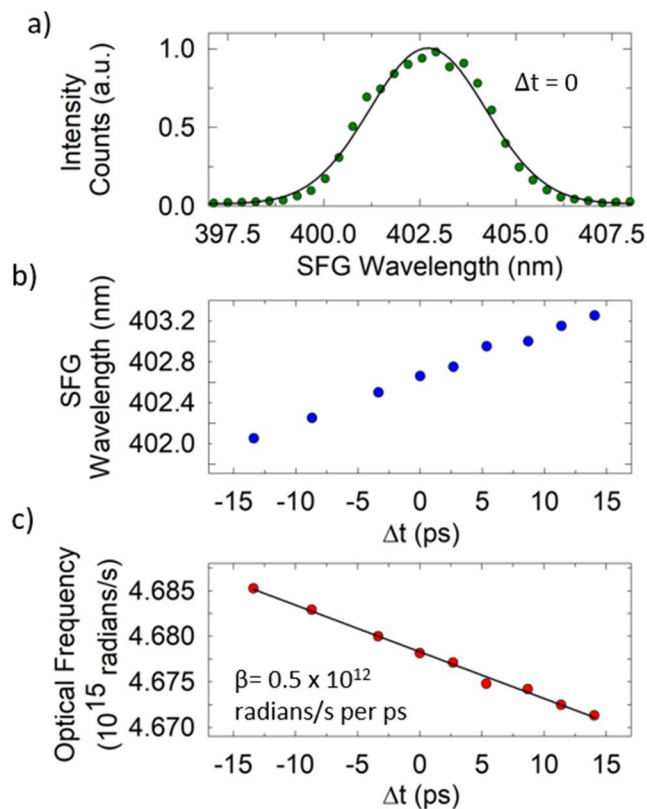 a)
Intensity
Counts (a.u.)
1.0
0.5
0.0
Δt = 0
397.5 400.0 402.5 405.0 407.5
SFG Wavelength (nm)
b)
SFG
Wavelength (nm)
403.2
402.8
402.4
402.0
-15 -10 -5 0 5 10 15
Δt (ps)
c)
Optical Frequency
(10¹⁵ radians/s)
4.685
4.680
4.675
4.670
β= 0.5 x 10¹²
radians/s per ps
-15 -10 -5 0 5 10 15
Δt (ps)